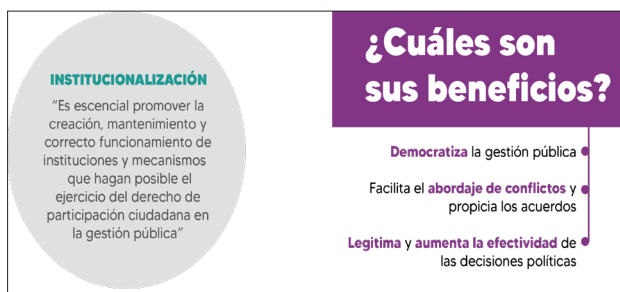 INSTITUCIONALIZACIÓN
“Es escencial promover la
creación, mantenimiento y
correcto funcionamiento de
instituciones y mecanismos
que hagan posible el
ejercicio del derecho de
participación ciudadana en
la gestión pública”
¿Cuáles son
sus beneficios?
Democratiza la gestión pública
Facilita el abordaje de conflictos y
propicia los acuerdos
Legitima y aumenta la efectividad de
las decisiones políticas